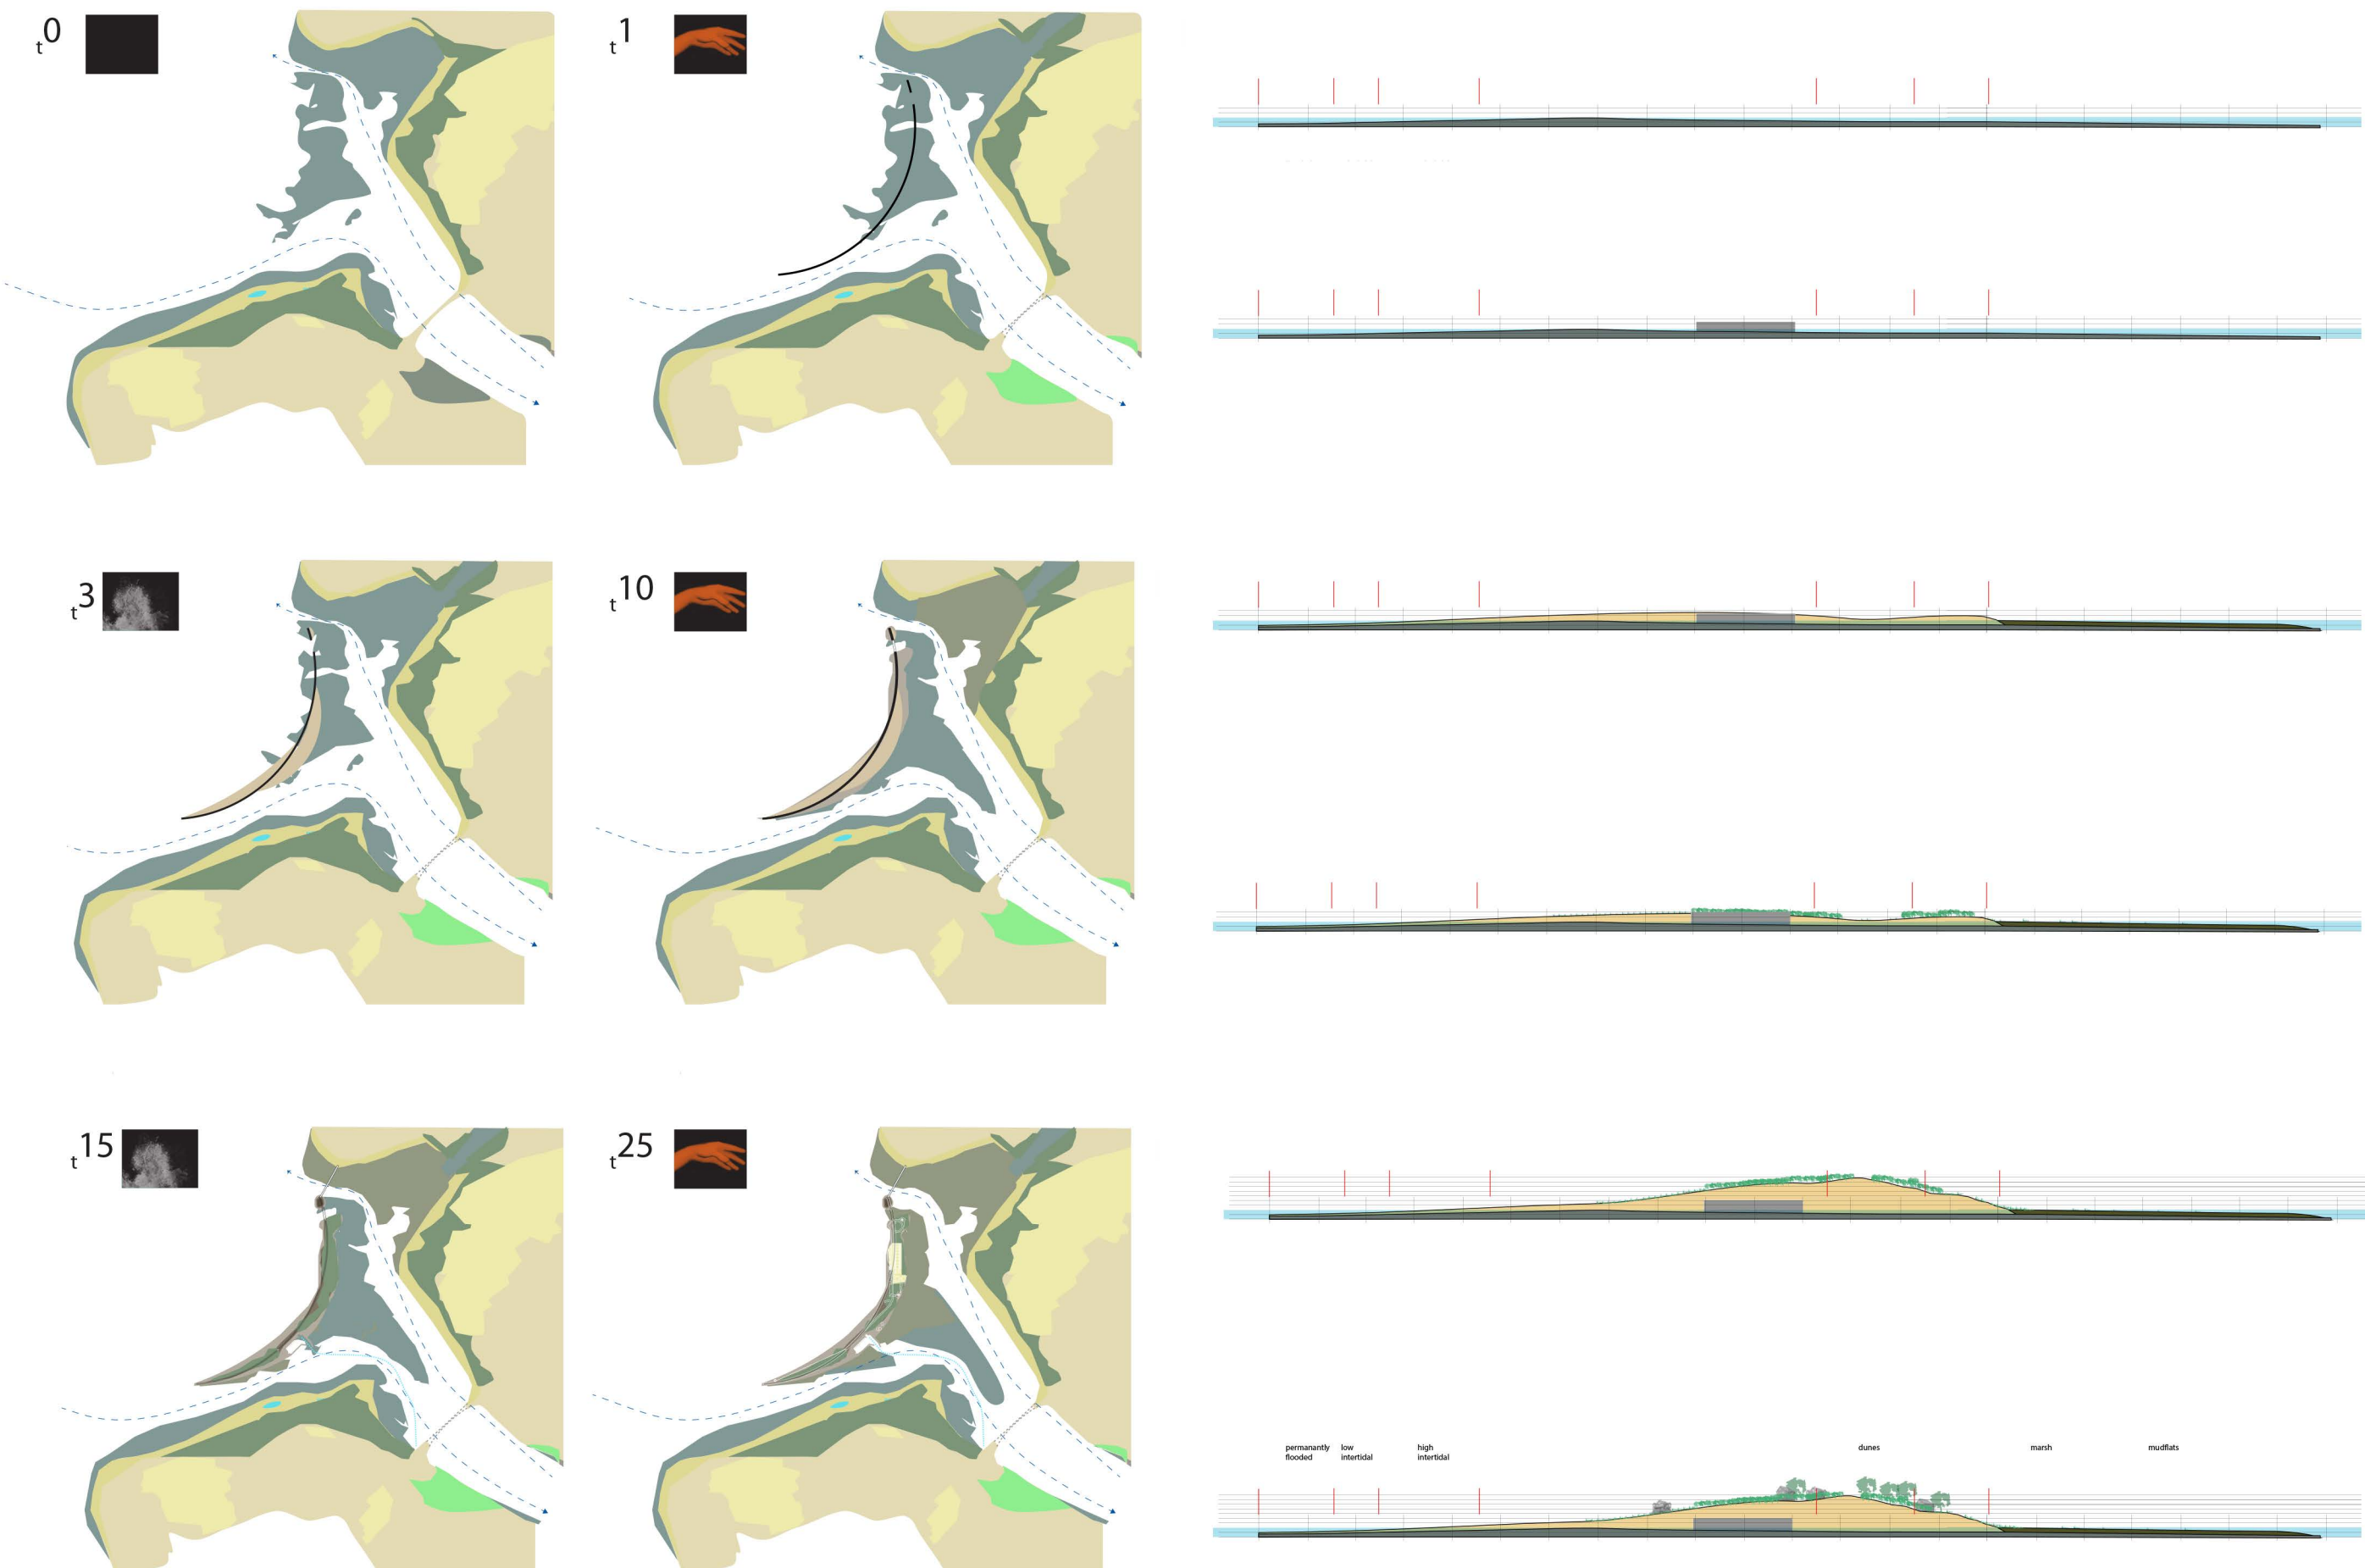 t0
t1
t3
t10
t15
t25
permanantly flooded
low intertidal
high intertidal
dunes
marsh
mudflats